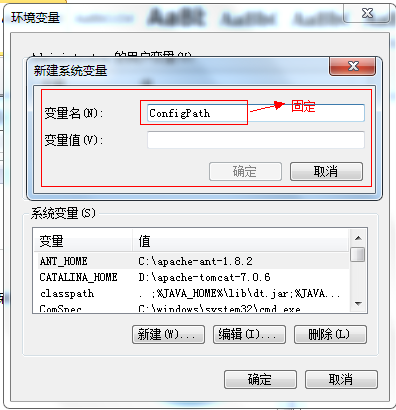 环境变量
的用户变量(U)
新建系统变量
变量名(N):
ConfigPath
固定
变量值(V):
确定
取消
系统变量(S)
变量 值
ANT_HOME C:\apache-ant-1.8.2
CATALINA_HOME D:\apache-tomcat-7.0.6
classpath .;%JAVA_HOME%\lib\dt.jar;%JAVA...
ComSpec C:\windows\system32\cmd.exe
新建(W)... 编辑(I)... 删除(L)
确定 取消